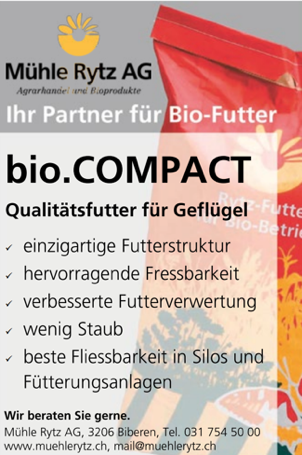 Mühle Rytz AG
Agrarhandel und Bioprodukte
Ihr Partner für Bio-Futter
bio.COMPACT
Qualitätsfutter für Geflügel
✓ einzigartige Futterstruktur
✓ hervorragende Fressbarkeit
✓ verbesserte Futterverwertung
✓ wenig Staub
✓ beste Fliessbarkeit in Silos und
Fütterungsanlagen
Rytz-Futte
Bio-Betrie
Wir beraten Sie gerne.
Mühle Rytz AG, 3206 Biberen, Tel. 031 754 50 00
www.muehlerytz.ch, mail@muehlerytz.ch